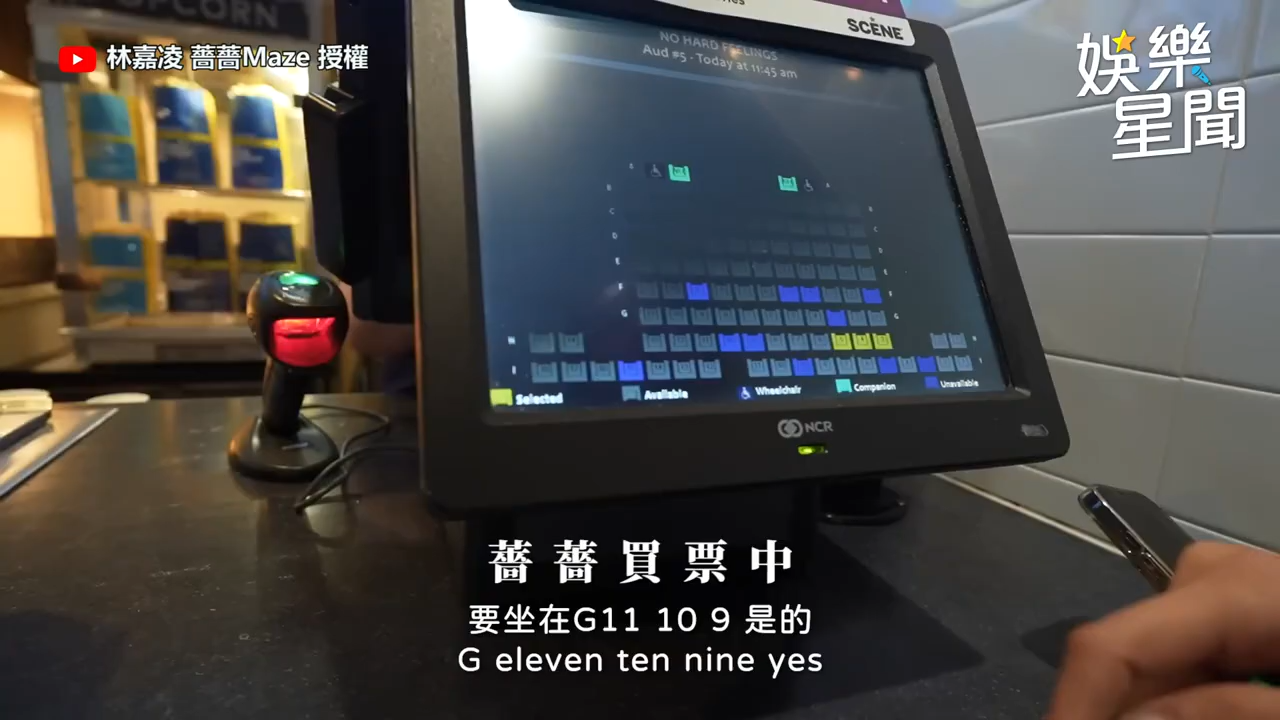 POPCORN
林嘉凌 薔薔Maze 授權
娛樂
星聞
SCENE
NO HARD FEELINGS
Aud #5 - Today at 11:45 am
Selected
Available
Wheelchair
Companion
Unavailable
NCR
薔薔買票中
要坐在G11 10 9 是的
G eleven ten nine yes